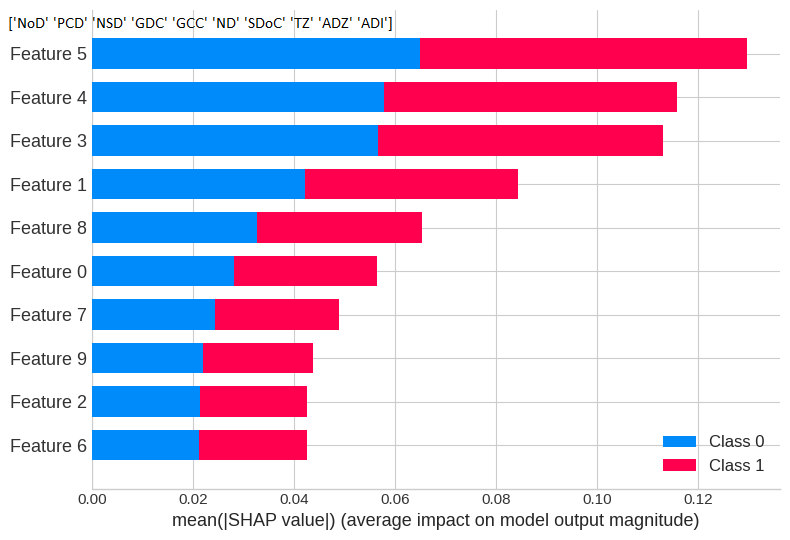 ['NoD' 'PCD' 'NSD' 'GDC' 'GCC' 'ND' 'SDoC' 'TZ' 'ADZ' 'ADI']
Feature 5
Feature 4
Feature 3
Feature 1
Feature 8
Feature 0
Feature 7
Feature 9
Feature 2
Feature 6
Class 0
Class 1
0.00 0.02 0.04 0.06 0.08 0.10 0.12
mean(|SHAP value|) (average impact on model output magnitude)